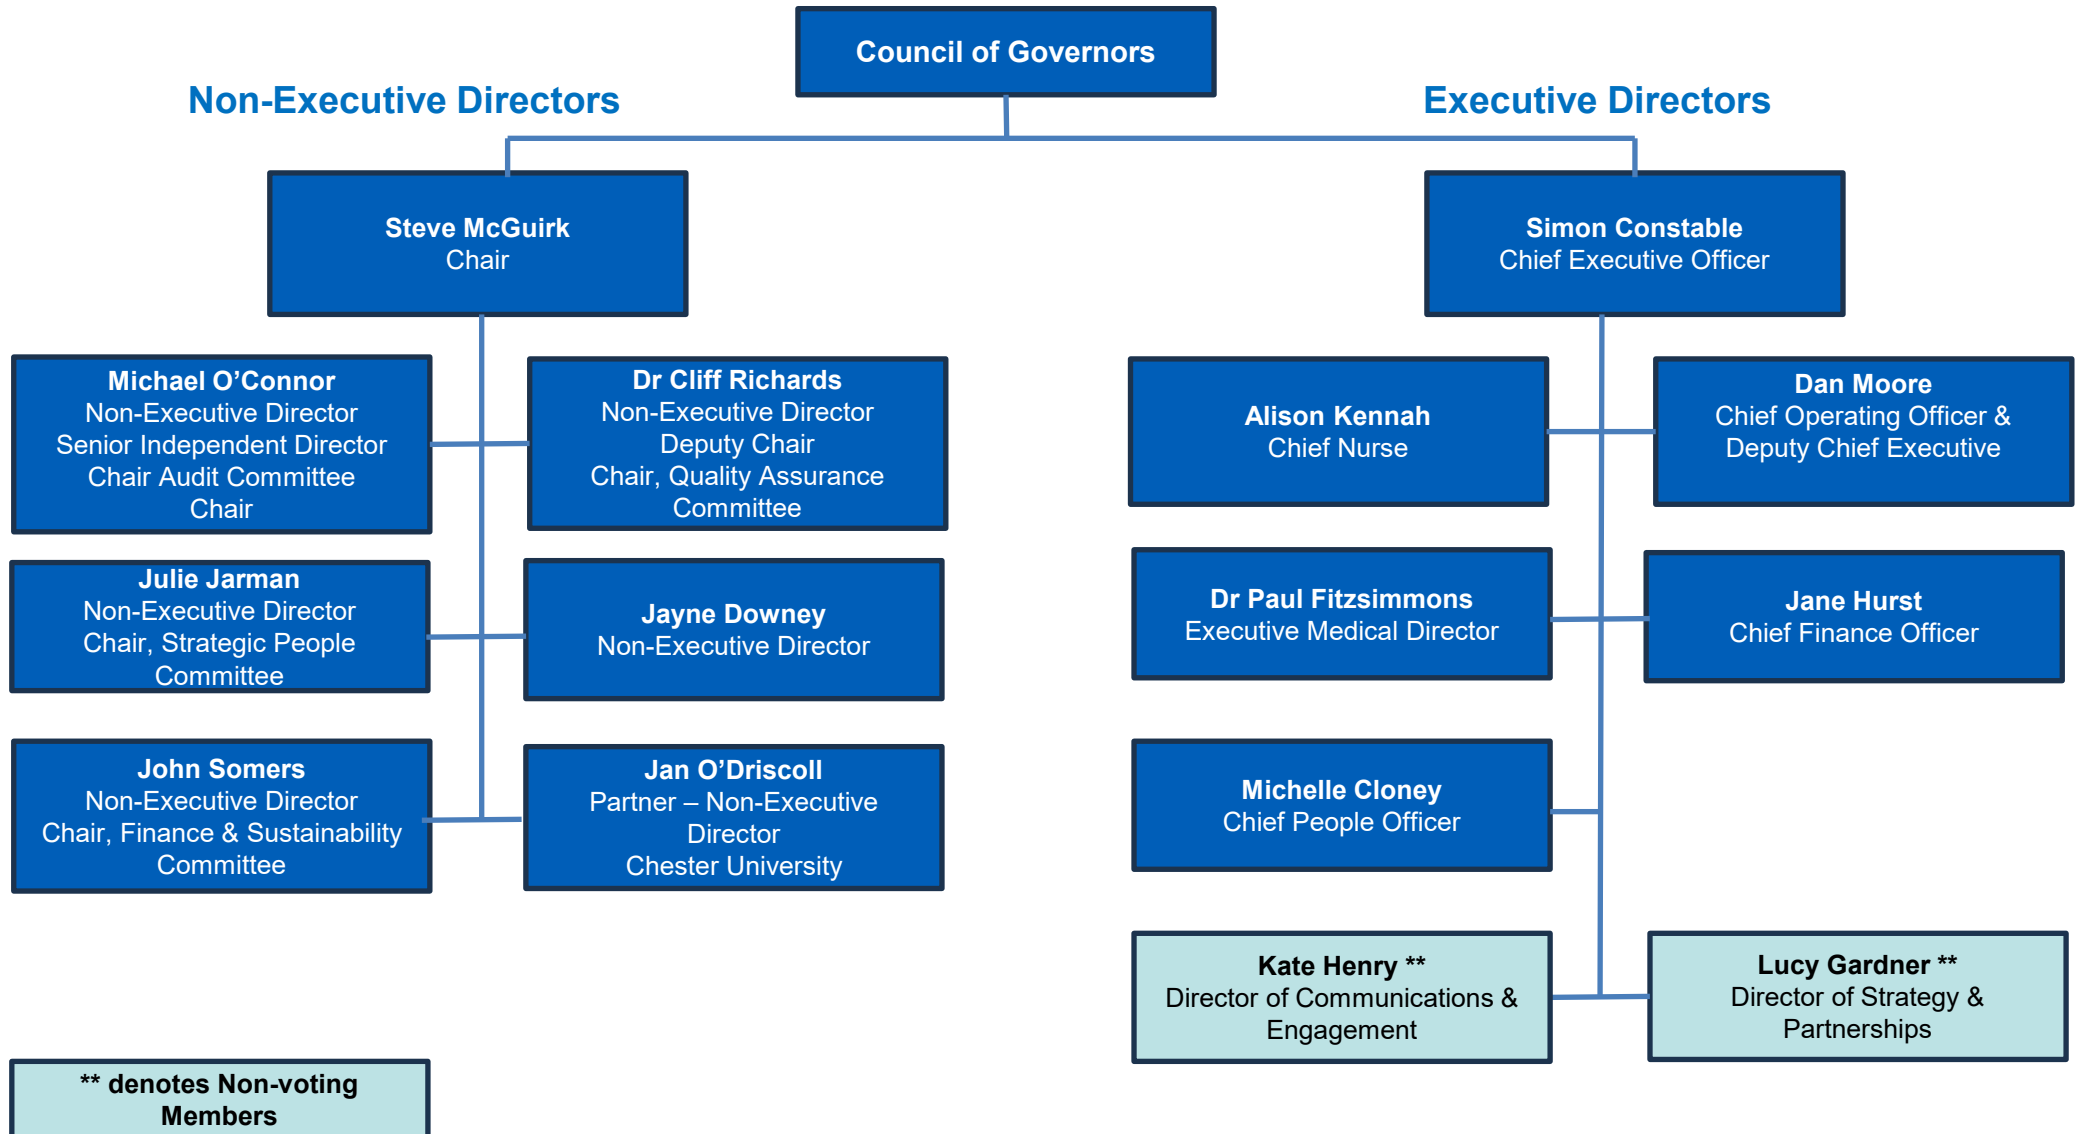 Council of Governors
Non-Executive Directors
Executive Directors
Steve McGuirk
Chair
Simon Constable
Chief Executive Officer
Michael O’Connor
Non-Executive Director
Senior Independent Director
Chair Audit Committee
Chair
Dr Cliff Richards
Non-Executive Director
Deputy Chair
Chair, Quality Assurance
Committee
Alison Kennah
Chief Nurse
Dan Moore
Chief Operating Officer &
Deputy Chief Executive
Julie Jarman
Non-Executive Director
Chair, Strategic People
Committee
Jayne Downey
Non-Executive Director
Dr Paul Fitzsimmons
Executive Medical Director
Jane Hurst
Chief Finance Officer
John Somers
Non-Executive Director
Chair, Finance & Sustainability
Committee
Jan O’Driscoll
Partner – Non-Executive
Director
Chester University
Michelle Cloney
Chief People Officer
Kate Henry **
Director of Communications &
Engagement
Lucy Gardner **
Director of Strategy &
Partnerships
** denotes Non-voting
Members